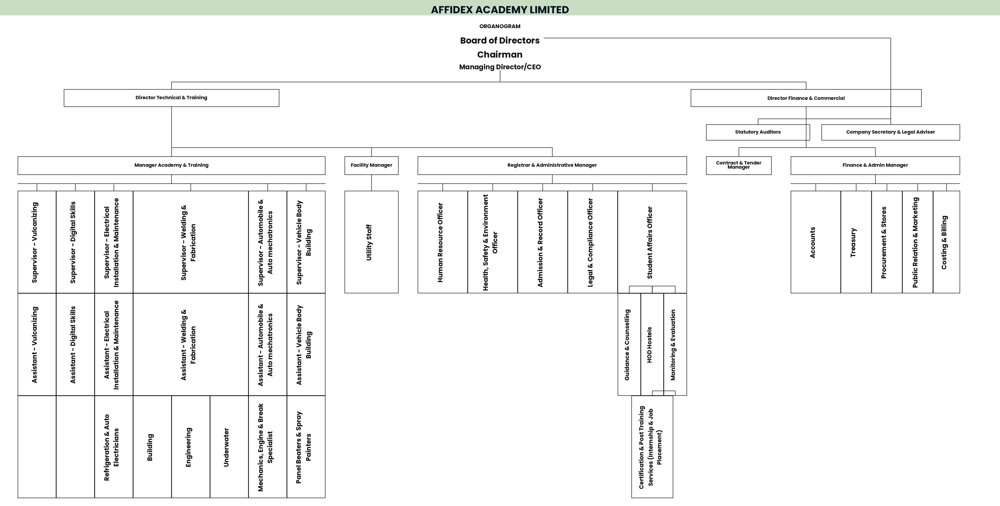 AFFIDEX ACADEMY LIMITED
ORGANOGRAM
Board of Directors
Chairman
Managing Director/CEO
Director Technical & Training
Director Finance & Commercial
Statutory Auditors
Company Secretary & Legal Adviser
Manager Academy & Training
Facility Manager
Registrar & Administrative Manager
Contract & Tender
Manager
Finance & Admin Manager
Supervisor – Vulcanizing
Supervisor – Digital Skills
Supervisor – Electrical
Installation & Maintenance
Supervisor – Welding &
Fabrication
Supervisor – Automobile &
Auto mechatronics
Supervisor – Vehicle Body
Building
Utility Staff
Human Resource Officer
Health, Safety & Environment
Officer
Admission & Record Officer
Legal & Compliance Officer
Student Affairs Officer
Accounts
Treasury
Procurement & Stores
Public Relation & Marketing
Costing & Billing
Assistant – Vulcanizing
Assistant – Digital Skills
Assistant – Electrical
Installation & Maintenance
Assistant – Welding &
Fabrication
Assistant – Automobile &
Auto mechatronics
Assistant – Vehicle Body
Building
Guidance & Counselling
HOD Hostels
Monitoring & Evaluation
Refrigeration & Auto
Electricians
Building
Engineering
Underwater
Mechanics, Engine & Break
Specialist
Panel Beaters & Spray
Painters
Certification & Post Training
Services (Internship & Job
Placement)